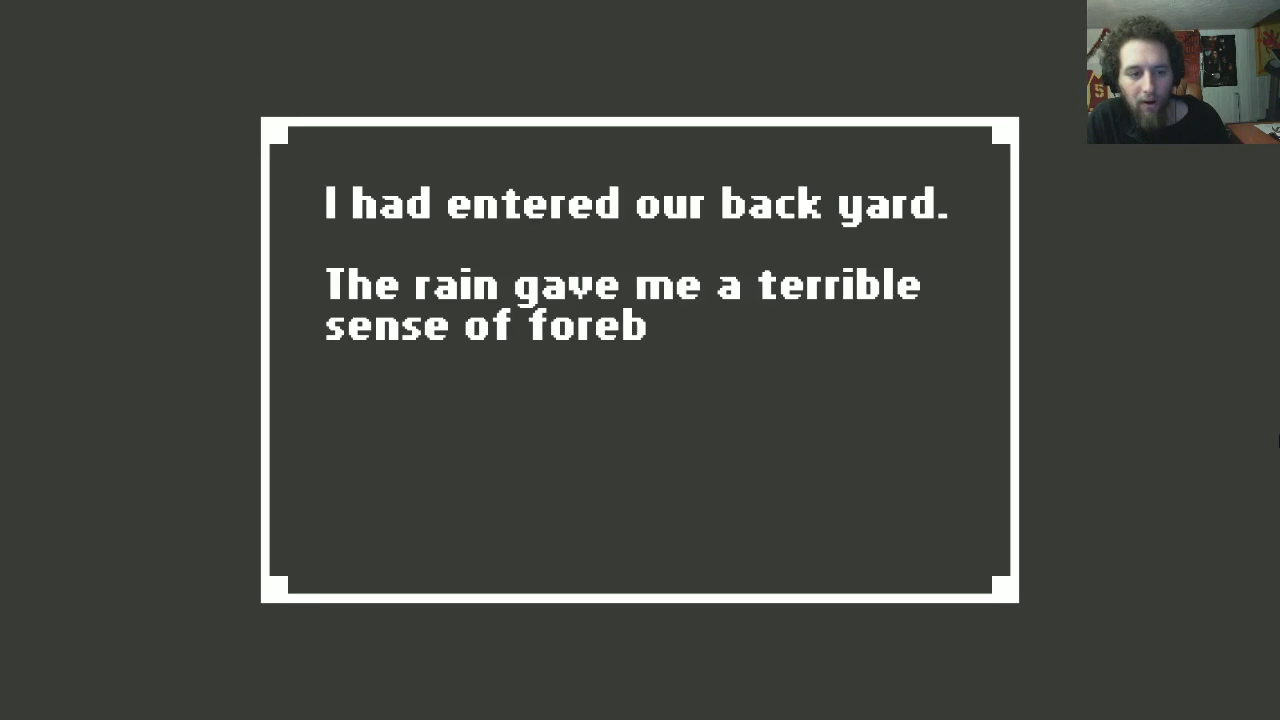 I had entered our back yard.
The rain gave me a terrible
sense of foreb